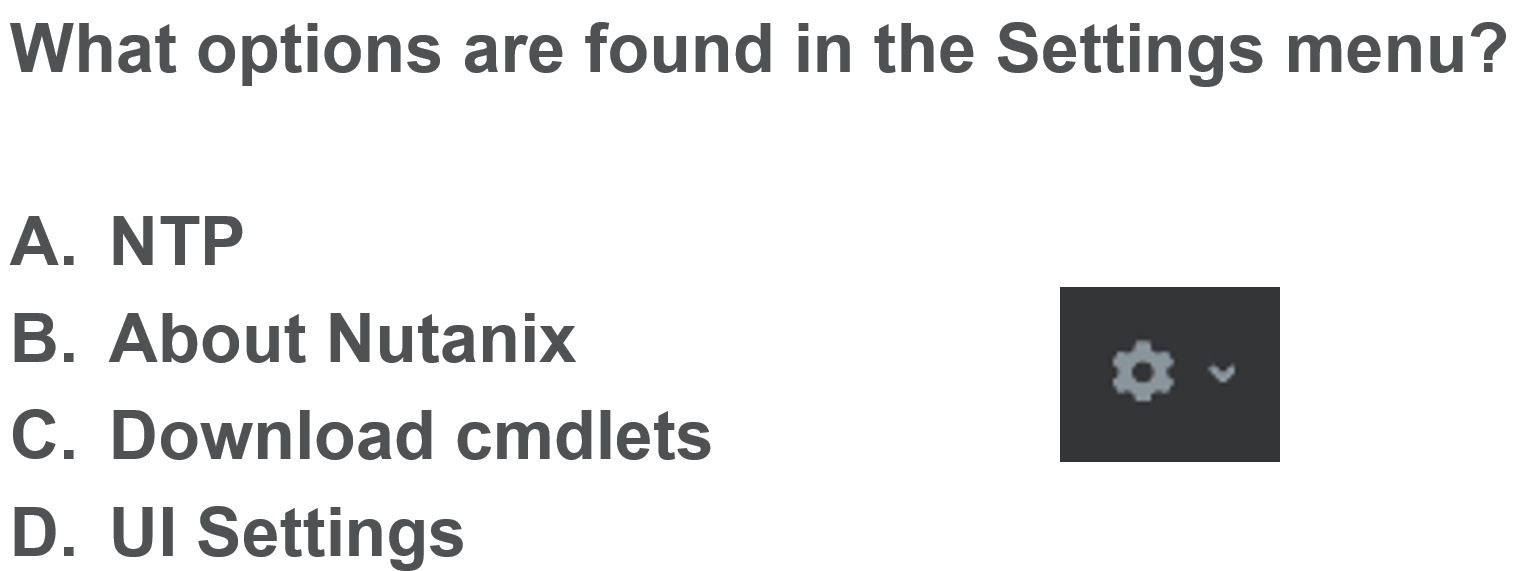 What options are found in the Settings menu?
A. NTP
B. About Nutanix
C. Download cmdlets
D. UI Settings